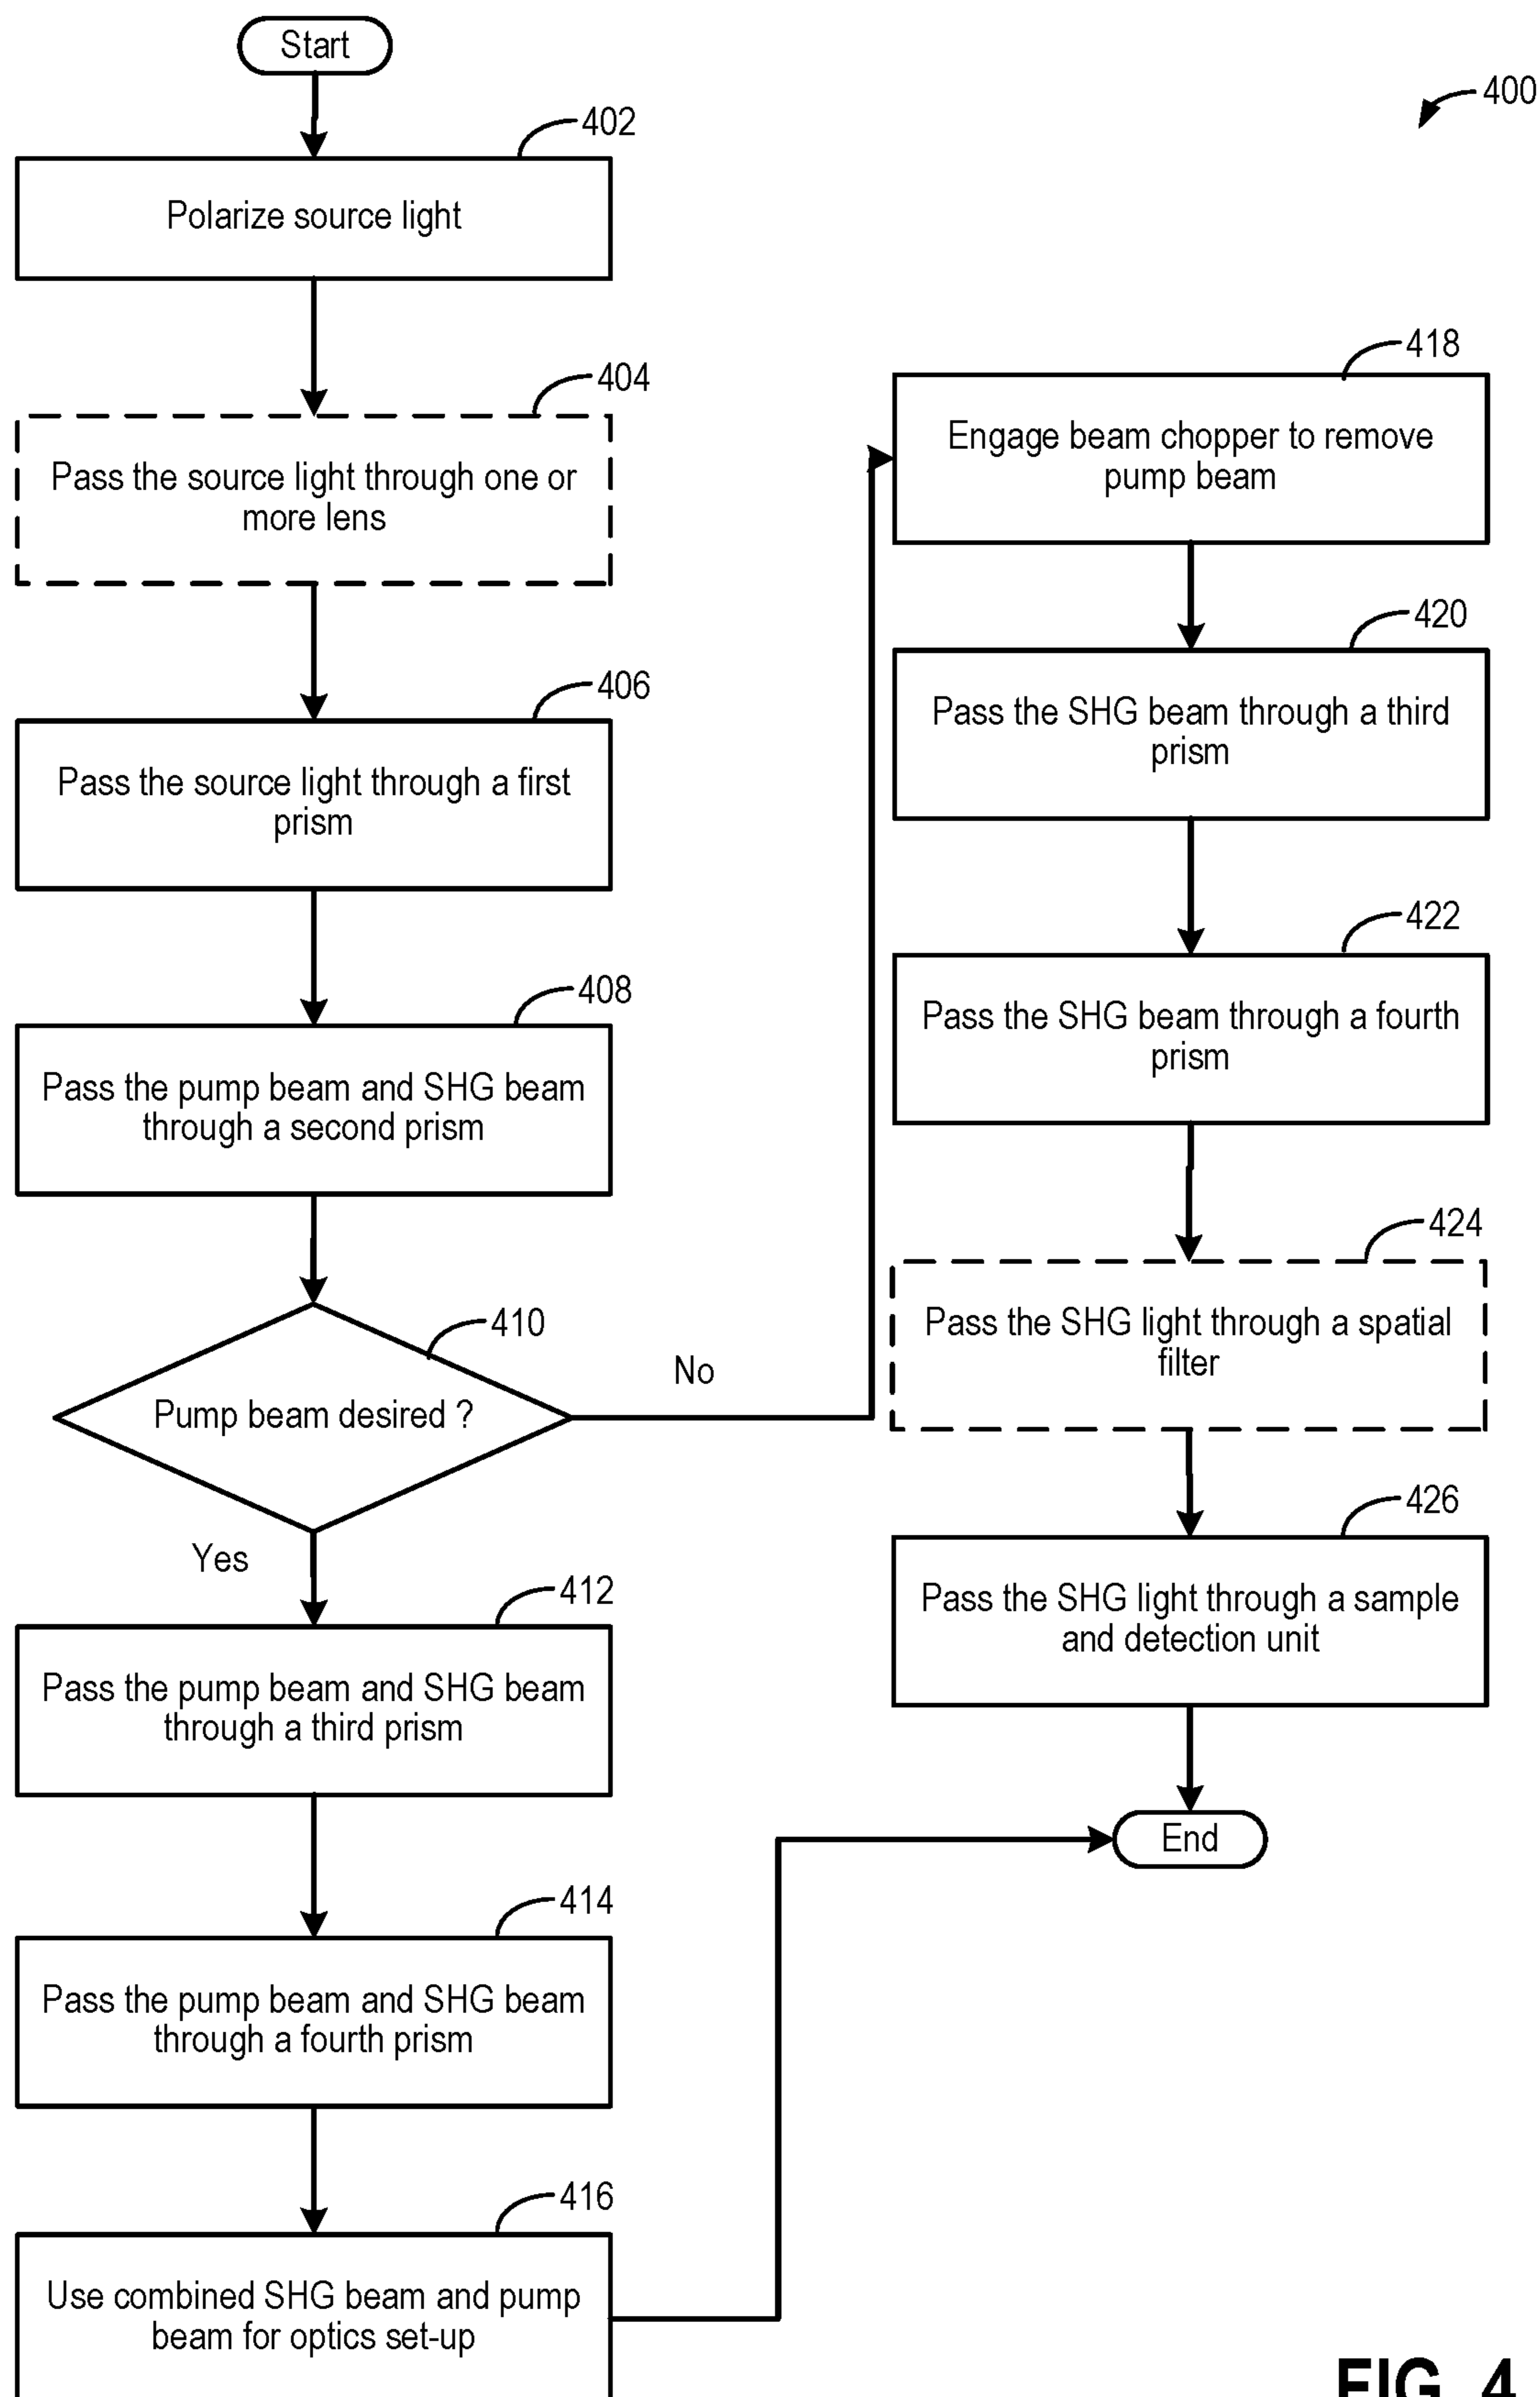 Start
400
402
Polarize source light
404
Pass the source light through one or
more lens
406
Pass the source light through a first
prism
408
Pass the pump beam and SHG beam
through a second prism
410
Pump beam desired ?
No
Yes
412
Pass the pump beam and SHG beam
through a third prism
414
Pass the pump beam and SHG beam
through a fourth prism
416
Use combined SHG beam and pump
beam for optics set-up
418
Engage beam chopper to remove
pump beam
420
Pass the SHG beam through a third
prism
422
Pass the SHG beam through a fourth
prism
424
Pass the SHG light through a spatial
filter
426
Pass the SHG light through a sample
and detection unit
End
FIG. 4